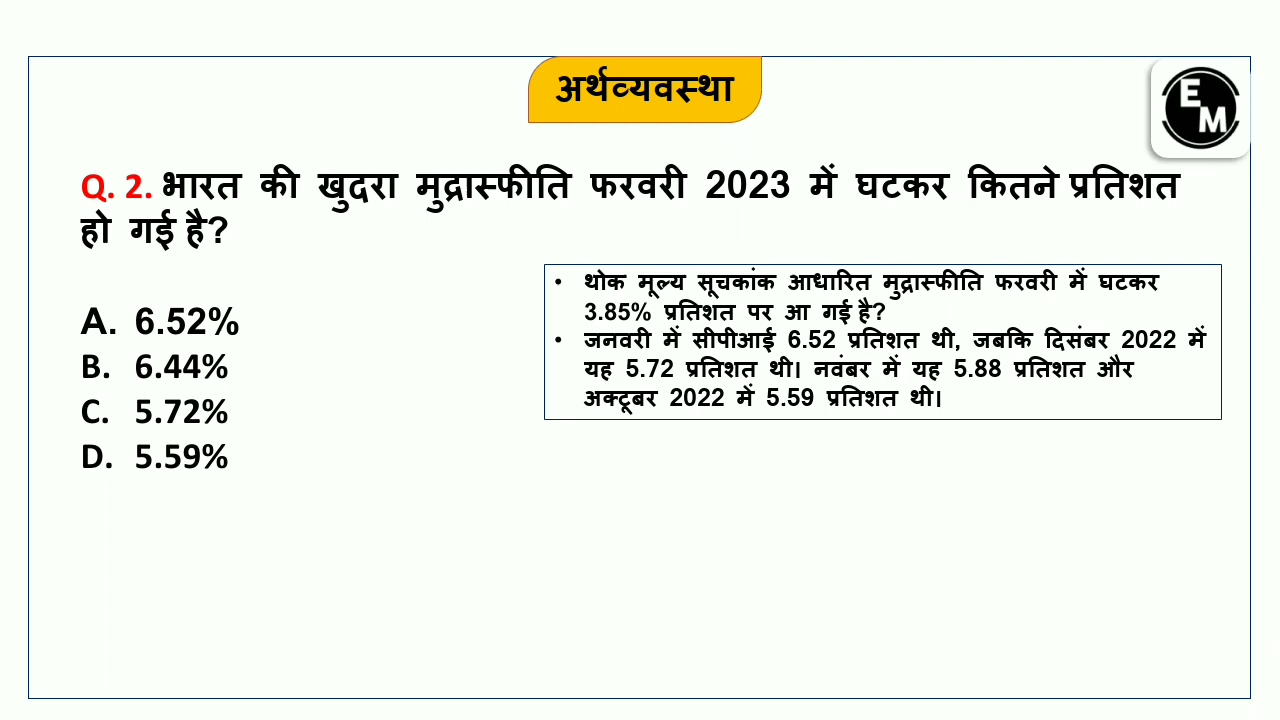 अर्थव्यवस्था
E
M
Q. 2. भारत की खुदरा मुद्रास्फीति फरवरी 2023 में घटकर कितने प्रतिशत
हो गई है?
• थोक मूल्य सूचकांक आधारित मुद्रास्फीति फरवरी में घटकर
3.85% प्रतिशत पर आ गई है?
• जनवरी में सीपीआई 6.52 प्रतिशत थी, जबकि दिसंबर 2022 में
यह 5.72 प्रतिशत थी। नवंबर में यह 5.88 प्रतिशत और
अक्टूबर 2022 में 5.59 प्रतिशत थी।
A. 6.52%
B. 6.44%
C. 5.72%
D. 5.59%